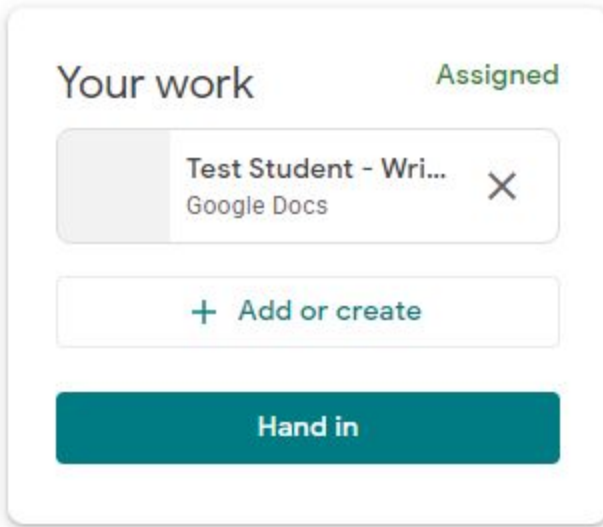 Your work
Assigned
Test Student - Wri...
Google Docs
+ Add or create
Hand in